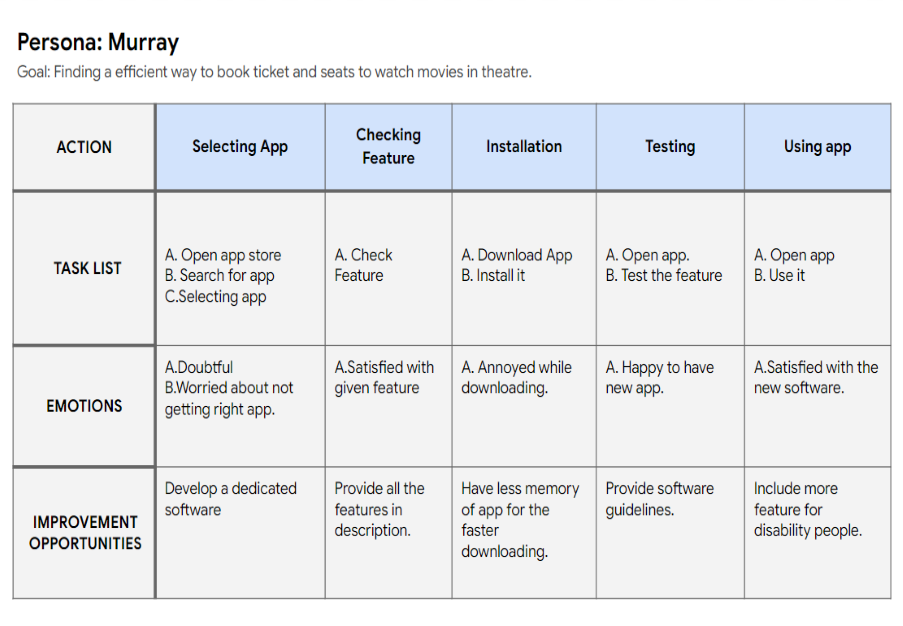 Persona: Murray
Goal: Finding a efficient way to book ticket and seats to watch movies in theatre.
ACTION
Selecting App
Checking
Feature
Installation
Testing
Using app
TASK LIST
A. Open app store
B. Search for app
C.Selecting app
A. Check
Feature
A. Download App
B. Install it
A. Open app.
B. Test the feature
A. Open app
B. Use it
EMOTIONS
A.Doubtful
B.Worried about not
getting right app.
A.Satisfied with
given feature
A. Annoyed while
downloading.
A. Happy to have
new app.
A.Satisfied with the
new software.
IMPROVEMENT
OPPORTUNITIES
Develop a dedicated
software
Provide all the
features in
description.
Have less memory
of app for the
faster
downloading.
Provide software
guidelines.
Include more
feature for
disability people.